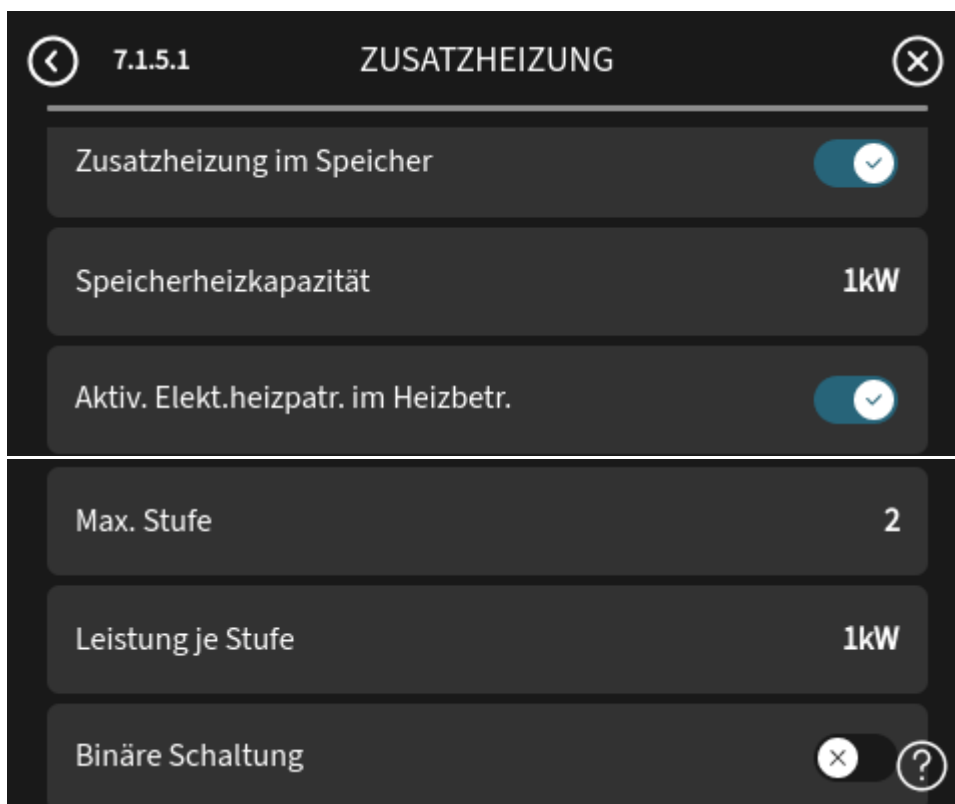 7.1.5.1 ZUSATZHEIZUNG
Zusatzheizung im Speicher
Speicherheizkapazität 1kW
Aktiv. Elekt.heizpatr. im Heizbetr.
Max. Stufe 2
Leistung je Stufe 1kW
Binäre Schaltung
?